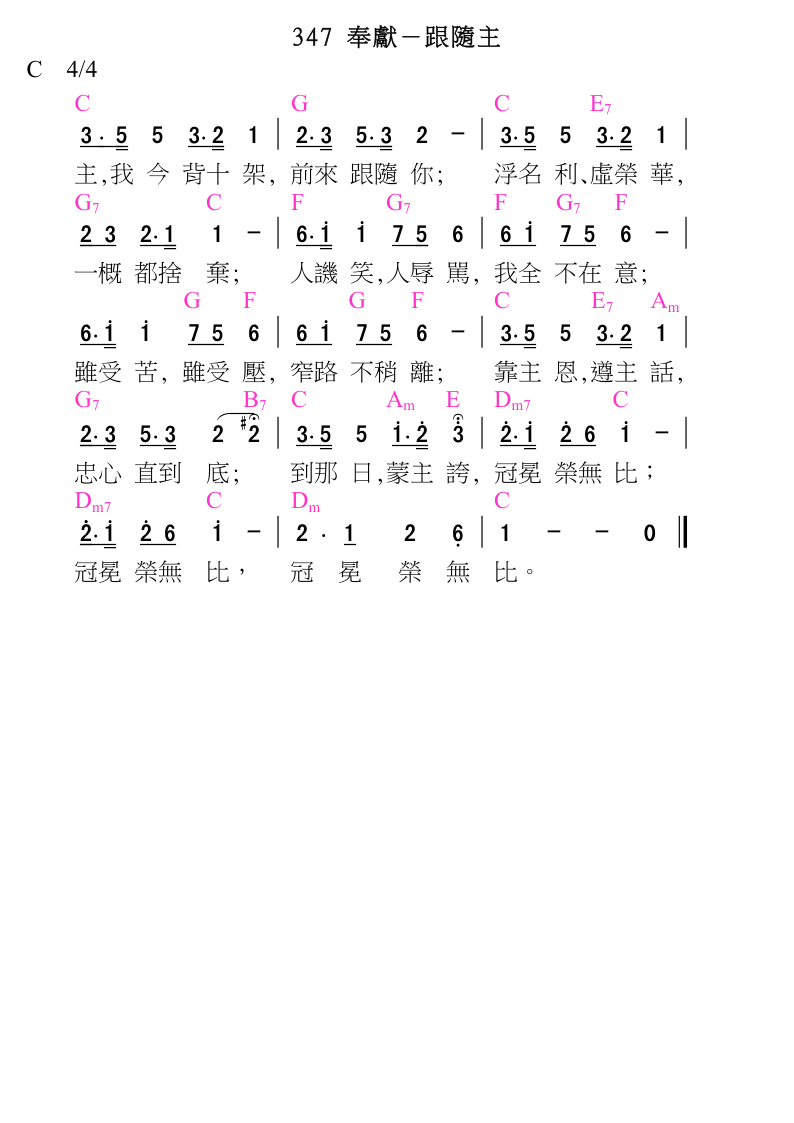 347 奉獻－跟隨主
C 4/4
C G C E7
3· 5 5 3· 2 1 | 2· 3 5· 3 2 － | 3· 5 5 3· 2 1 |
主,我 今 背十 架, 前來 跟隨 你; 浮名 利、虛榮 華,
G7 C F G7 F G7 F
2 3 2· 1 1 － | 6· i i 7 5 6 | 6 i 7 5 6 － |
一概 都捨 棄; 人譏 笑,人辱 罵, 我全 不在 意;
G F G F C E7 Am
6· i i 7 5 6 | 6 i 7 5 6 － | 3· 5 5 3· 2 1 |
雖受 苦, 雖受 壓, 窄路 不稍 離; 靠主 恩,遵主 話,
G7 B7 C Am E Dm7 C
2· 3 5· 3 2 #2 | 3· 5 5 i· 2̇ 3̇ | 2̇· i 2̇ 6 i － |
忠心 直到 底; 到那 日,蒙主 誇, 冠冕 榮無 比；
Dm7 C Dm C
2̇· i 2̇ 6 i － | 2 · 1 2 6̣ | 1 － － 0 ‖
冠冕 榮無 比， 冠 冕 榮 無 比。